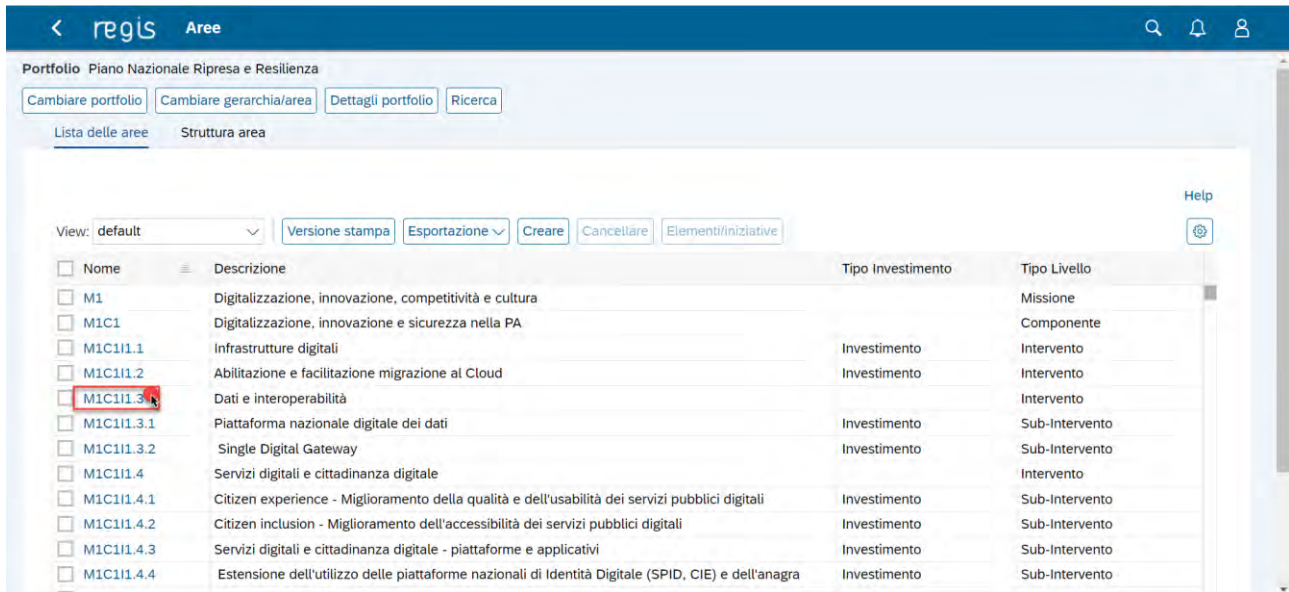 regis Aree
Portfolio Piano Nazionale Ripresa e Resilienza
Cambiare portfolio Cambiare gerarchia/area Dettagli portfolio Ricerca
Lista delle aree Struttura area
Help
View: default Versione stampa Esportazione Creare Cancellare Elementi/iniziative
Nome Descrizione Tipo Investimento Tipo Livello
M1 Digitalizzazione, innovazione, competitività e cultura Missione
M1C1 Digitalizzazione, innovazione e sicurezza nella PA Componente
M1C1I1.1 Infrastrutture digitali Investimento Intervento
M1C1I1.2 Abilitazione e facilitazione migrazione al Cloud Investimento Intervento
M1C1I1.3 Dati e interoperabilità Intervento
M1C1I1.3.1 Piattaforma nazionale digitale dei dati Investimento Sub-Intervento
M1C1I1.3.2 Single Digital Gateway Investimento Sub-Intervento
M1C1I1.4 Servizi digitali e cittadinanza digitale Intervento
M1C1I1.4.1 Citizen experience - Miglioramento della qualità e dell'usabilità dei servizi pubblici digitali Investimento Sub-Intervento
M1C1I1.4.2 Citizen inclusion - Miglioramento dell'accessibilità dei servizi pubblici digitali Investimento Sub-Intervento
M1C1I1.4.3 Servizi digitali e cittadinanza digitale - piattaforme e applicativi Investimento Sub-Intervento
M1C1I1.4.4 Estensione dell'utilizzo delle piattaforme nazionali di Identità Digitale (SPID, CIE) e dell'anagra Investimento Sub-Intervento